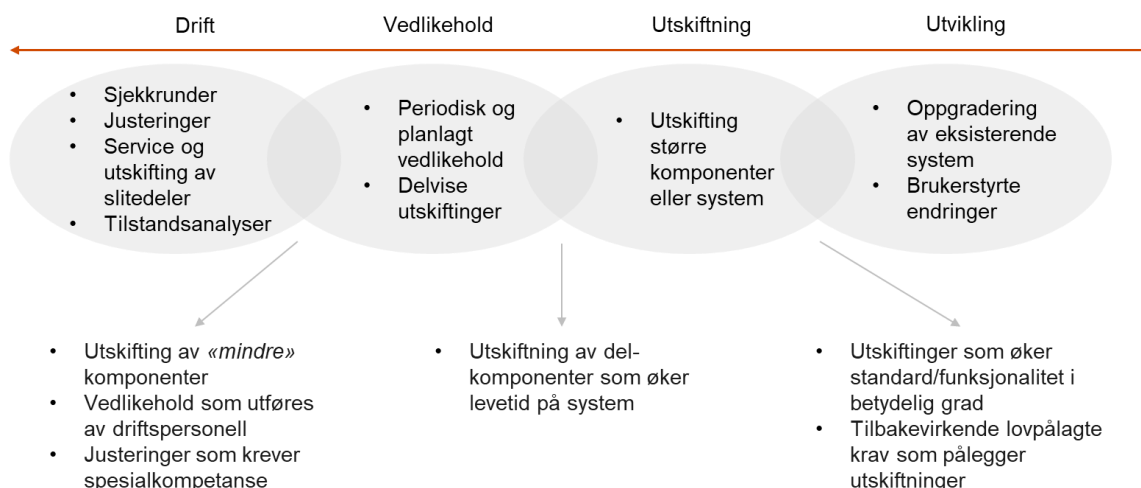 Drift
Vedlikehold
Utskiftning
Utvikling
• Sjekkrunder
• Justeringer
• Service og
utskifting av
slitedeler
• Tilstandsanalyser
• Periodisk og
planlagt
vedlikehold
• Delvise
utskiftinger
• Utskifting
større
komponenter
eller system
• Oppgradering
av eksisterende
system
• Brukerstyrte
endringer
• Utskifting av «mindre»
komponenter
• Vedlikehold som utføres
av driftspersonell
• Justeringer som krever
spesialkompetanse
• Utskiftning av del-
komponenter som øker
levetid på system
• Utskiftinger som øker
standard/funksjonalitet i
betydelig grad
• Tilbakevirkende lovpålagte
krav som pålegger
utskiftninger